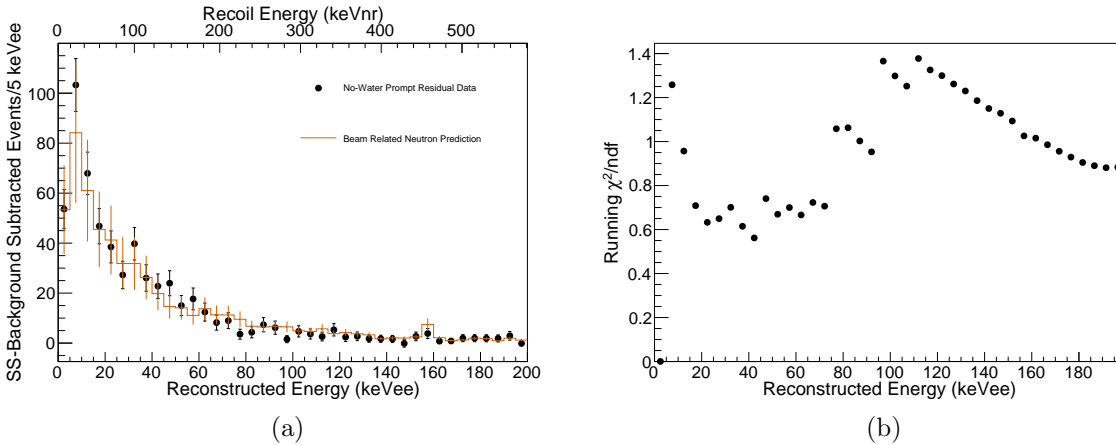 Recoil Energy (keVnr)
0 100 200 300 400 500
SS-Background Subtracted Events/5 keVee
100
80
60
40
20
0
No-Water Prompt Residual Data
Beam Related Neutron Prediction
0 20 40 60 80 100 120 140 160 180 200
Reconstructed Energy (keVee)
(a)
Running χ²/ndf
1.4
1.2
1
0.8
0.6
0.4
0.2
0
0 20 40 60 80 100 120 140 160 180
Reconstructed Energy (keVee)
(b)